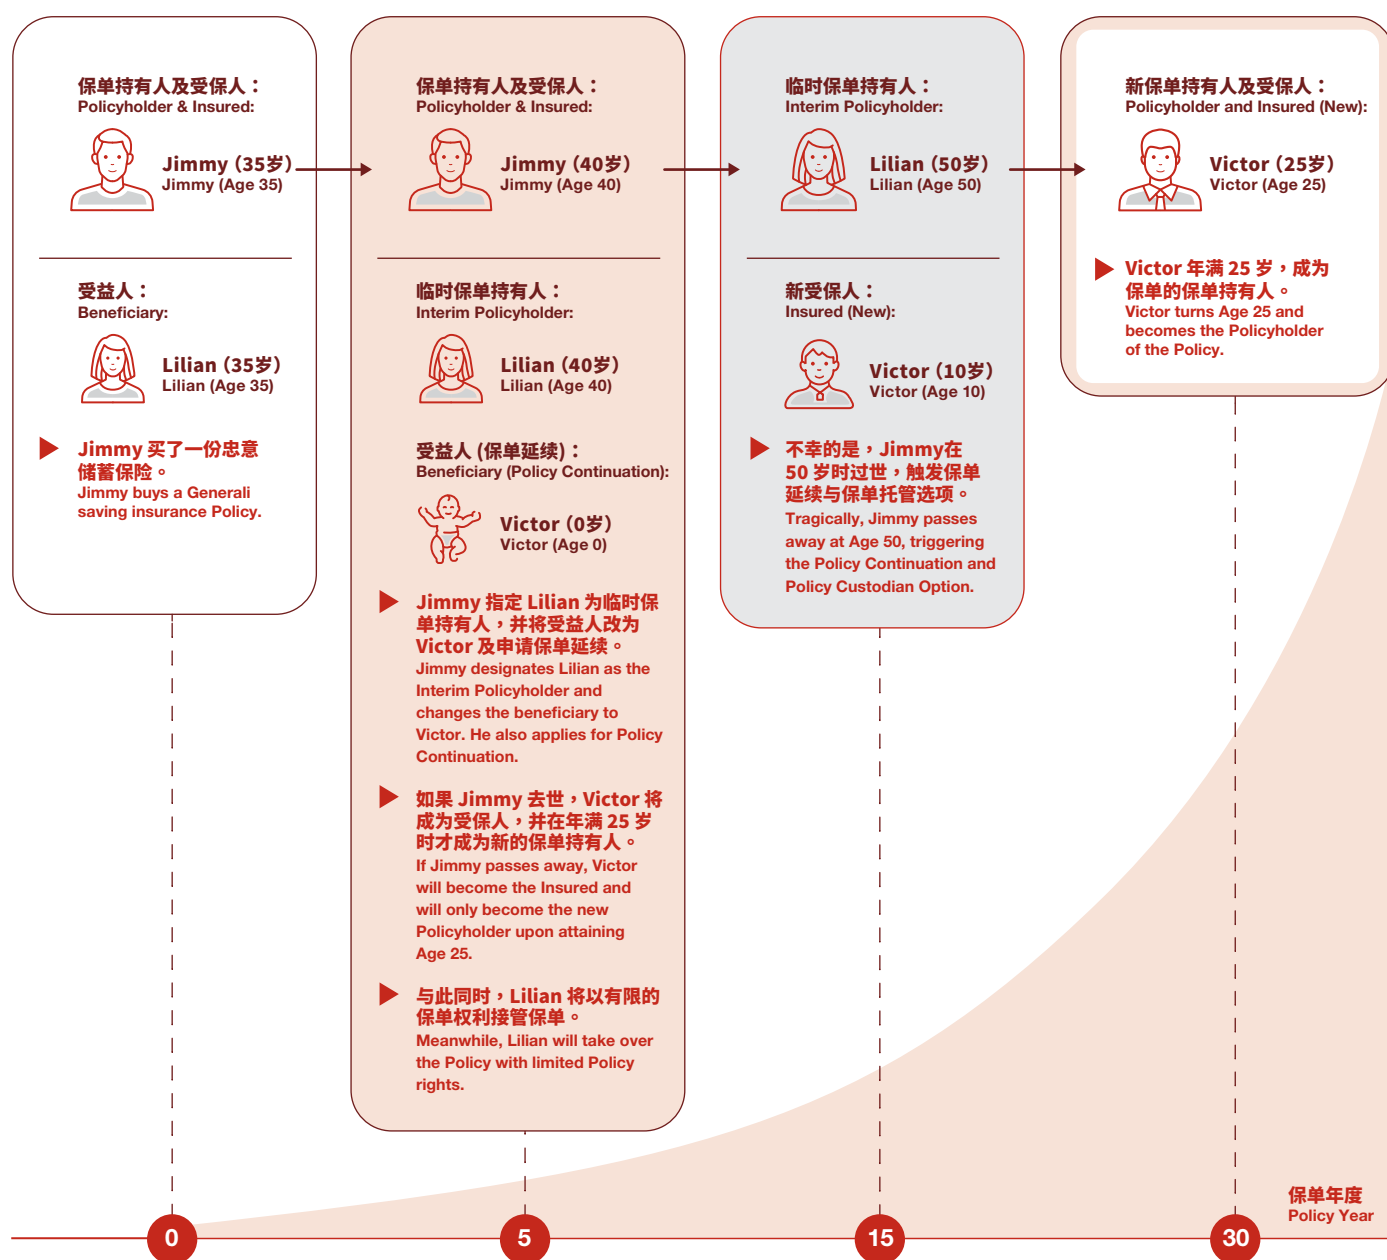 保单持有人及受保人：
Policyholder & Insured:
Jimmy（35岁）
Jimmy (Age 35)
受益人：
Beneficiary:
Lilian（35岁）
Lilian (Age 35)
Jimmy 买了一份忠意
储蓄保险。
Jimmy buys a Generali
saving insurance Policy.
保单持有人及受保人：
Policyholder & Insured:
Jimmy（40岁）
Jimmy (Age 40)
临时保单持有人：
Interim Policyholder:
Lilian（40岁）
Lilian (Age 40)
受益人 (保单延续)：
Beneficiary (Policy Continuation):
Victor（0岁）
Victor (Age 0)
Jimmy 指定 Lilian 为临时保
单持有人，并将受益人改为
Victor 及申请保单延续。
Jimmy designates Lilian as the
Interim Policyholder and
changes the beneficiary to
Victor. He also applies for Policy
Continuation.
如果 Jimmy 去世，Victor 将
成为受保人，并在年满 25 岁
时才成为新的保单持有人。
If Jimmy passes away, Victor
will become the Insured and
will only become the new
Policyholder upon attaining
Age 25.
与此同时，Lilian 将以有限的
保单权利接管保单。
Meanwhile, Lilian will take over
the Policy with limited Policy
rights.
临时保单持有人：
Interim Policyholder:
Lilian（50岁）
Lilian (Age 50)
新受保人：
Insured (New):
Victor（10岁）
Victor (Age 10)
不幸的是，Jimmy在
50 岁时过世，触发保单
延续与保单托管选项。
Tragically, Jimmy passes
away at Age 50, triggering
the Policy Continuation and
Policy Custodian Option.
新保单持有人及受保人：
Policyholder and Insured (New):
Victor（25岁）
Victor (Age 25)
Victor 年满 25 岁，成为
保单的保单持有人。
Victor turns Age 25 and
becomes the Policyholder
of the Policy.
保单年度
Policy Year
0
5
15
30